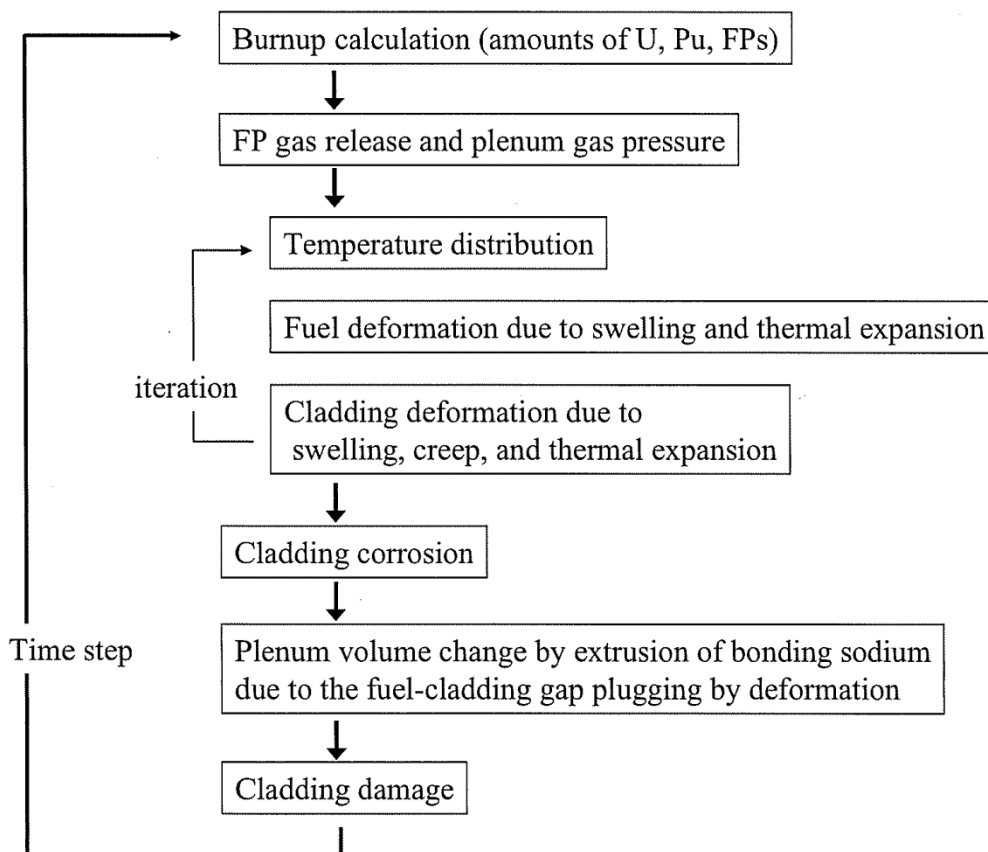 Burnup calculation (amounts of U, Pu, FPs)
FP gas release and plenum gas pressure
Temperature distribution
Fuel deformation due to swelling and thermal expansion
iteration
Cladding deformation due to
swelling, creep, and thermal expansion
Cladding corrosion
Time step
Plenum volume change by extrusion of bonding sodium
due to the fuel-cladding gap plugging by deformation
Cladding damage